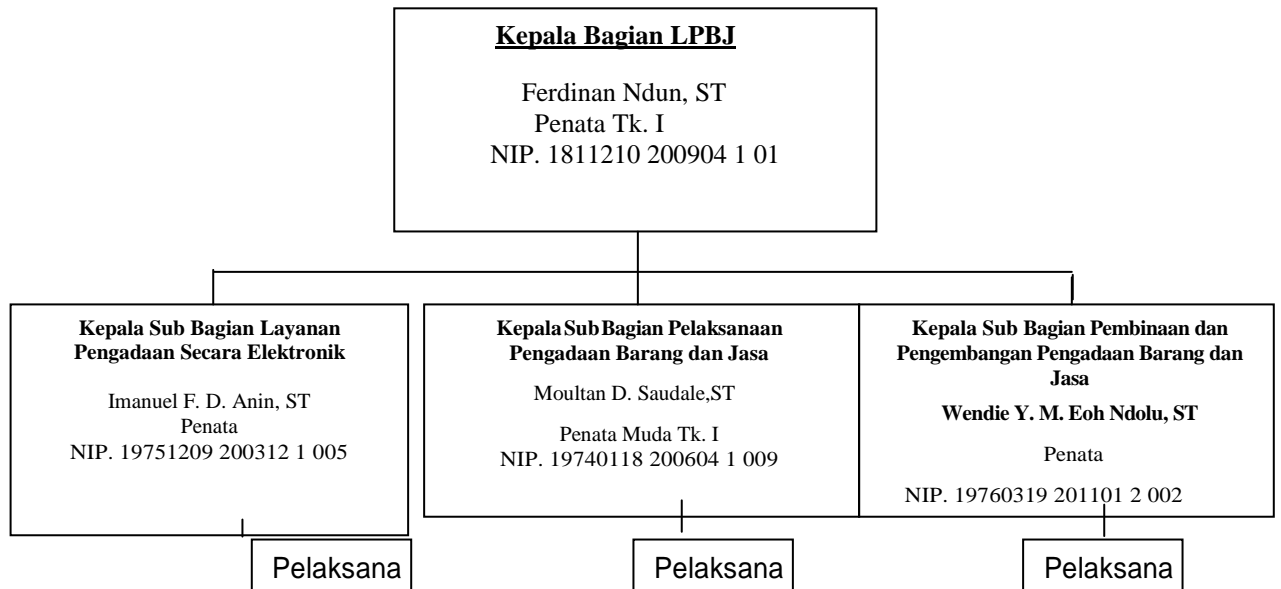 Kepala Bagian LPBJ
Ferdinan Ndun, ST
Penata Tk. I
NIP. 1811210 200904 1 01
Kepala Sub Bagian Layanan
Pengadaan Secara Elektronik
Imanuel F. D. Anin, ST
Penata
NIP. 19751209 200312 1 005
Kepala Sub Bagian Pelaksanaan
Pengadaan Barang dan Jasa
Moultan D. Saudale,ST
Penata Muda Tk. I
NIP. 19740118 200604 1 009
Kepala Sub Bagian Pembinaan dan
Pengembangan Pengadaan Barang dan
Jasa
Wendie Y. M. Eoh Ndolu, ST
Penata
NIP. 19760319 201101 2 002
Pelaksana
Pelaksana
Pelaksana